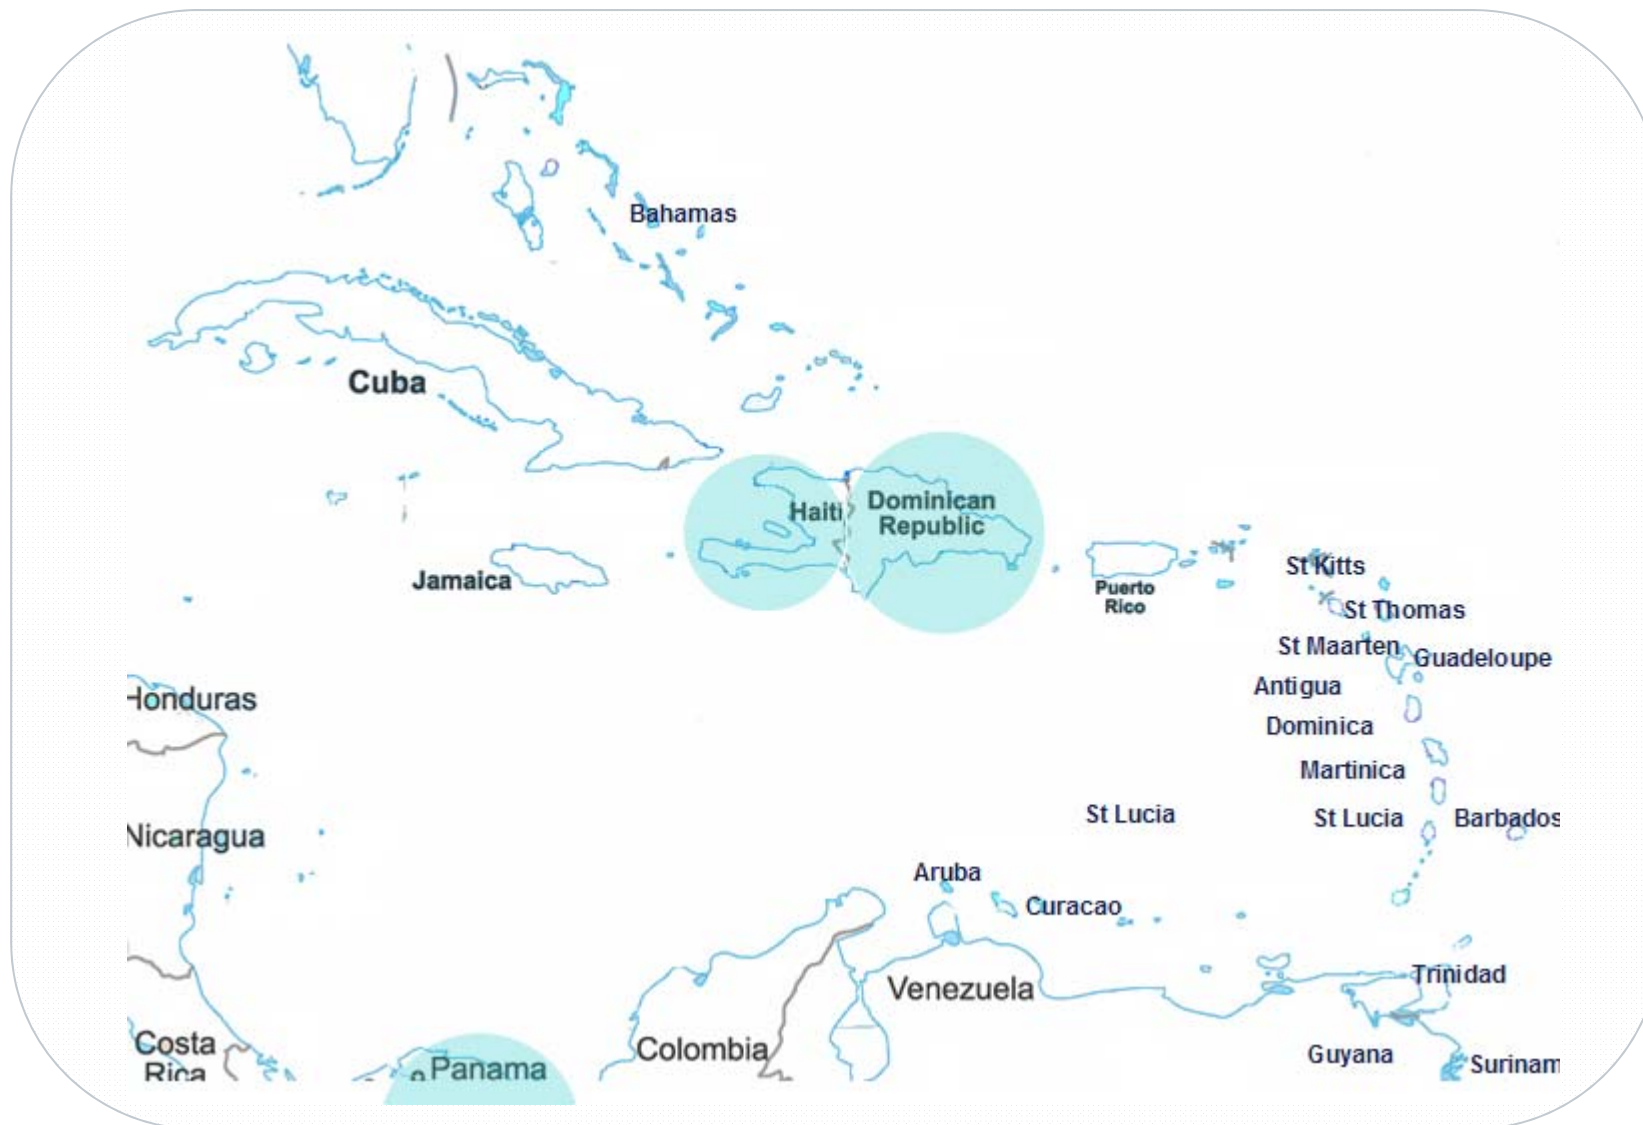 Bahamas
Cuba
Haiti
Dominican
Republic
Jamaica
Puerto
Rico
St Kitts
St Thomas
St Maarten
Guadeloupe
Antigua
Honduras
Dominica
Martinica
St Lucia
St Lucia
Barbados
Nicaragua
Aruba
Curacao
Venezuela
Trinidad
Costa
Rica
Panama
Colombia
Guyana
Surinam